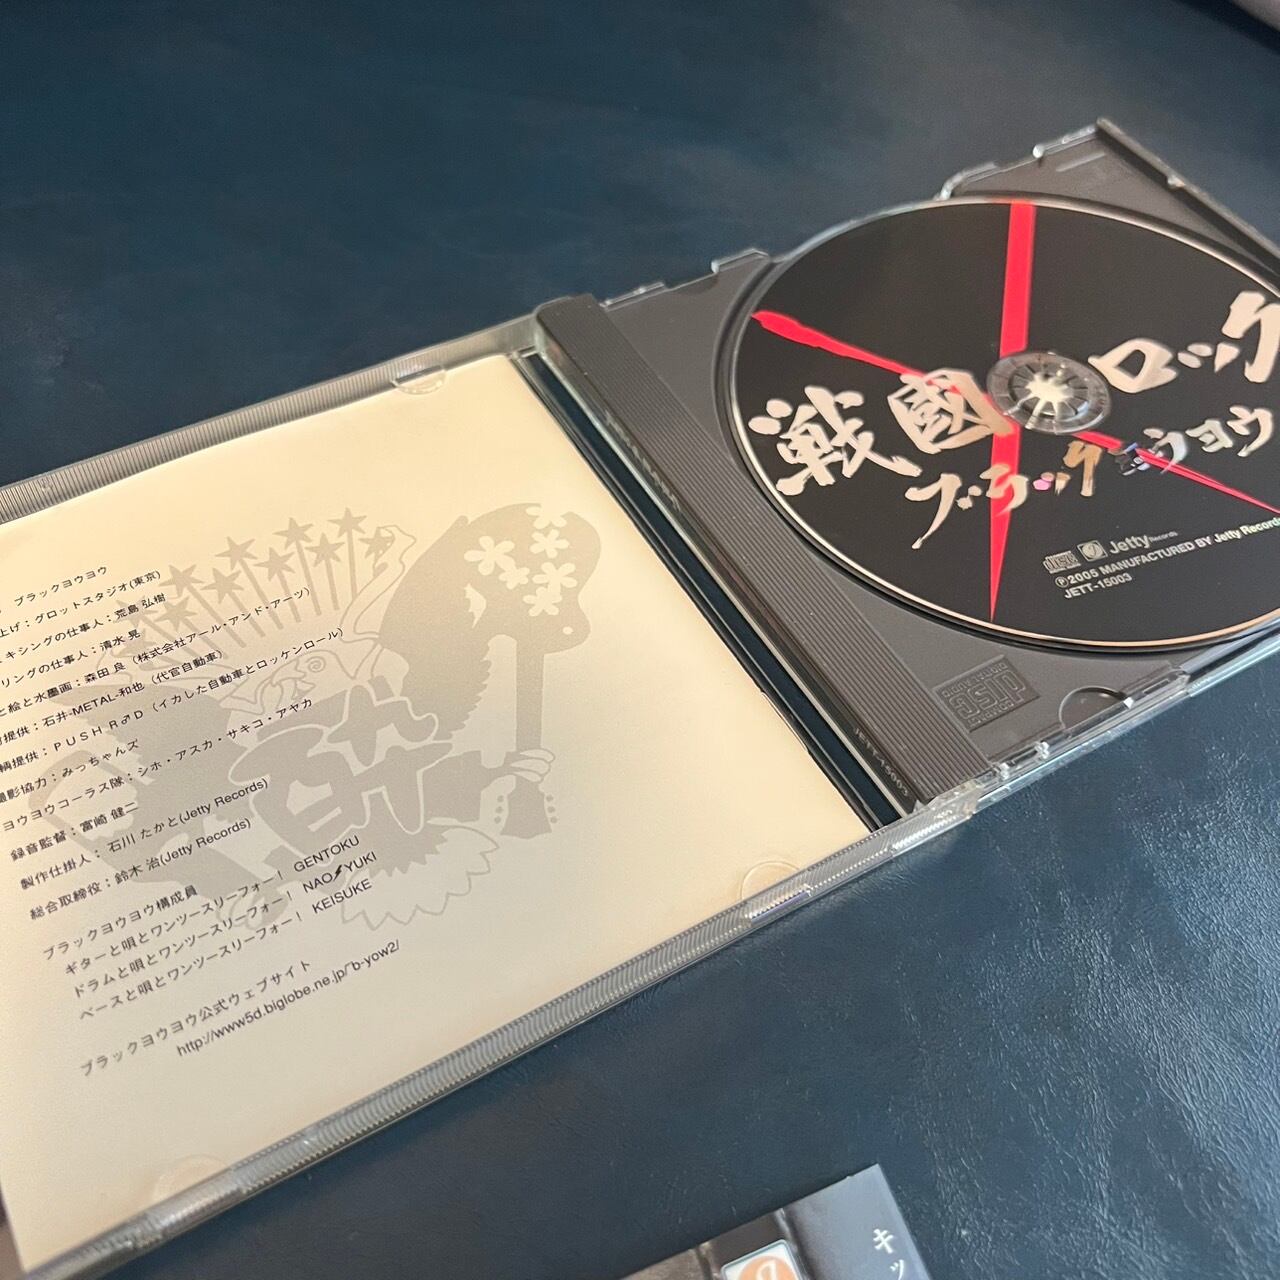 ブラックヨウヨウ
上げ：グロットスタジオ(東京)
キシングの仕事人：荒島 弘樹
リングの仕事人：清水 晃
と絵と水墨画：森田 良（株式会社アール・アンド・アーツ）
提供：石井-METAL-和也（代官自動車）
輌提供：PUSH R♂D（イカした自動車とロッケンロール）
撮影協力：みっちゃんズ
ヨウヨウコーラス隊：シホ・アスカ・サキコ・アヤカ
録音監督：富崎 健二
製作仕掛人：石川 たかと(Jetty Records)
総合取締役：鈴木 治(Jetty Records)
ブラックヨウヨウ構成員
ギターと唄とワンツースリーフォー！ GENTOKU
ドラムと唄とワンツースリーフォー！ NAO⚡YUKI
ベースと唄とワンツースリーフォー！ KEISUKE
ブラックヨウヨウ公式ウェブサイト
http://www5d.biglobe.ne.jp/~b-yow2/
戦國ロック
ブラックヨウヨウ
Jetty Records
Ⓟ2005 MANUFACTURED BY Jetty Records
JETT-15003
JETT-15003
キッ